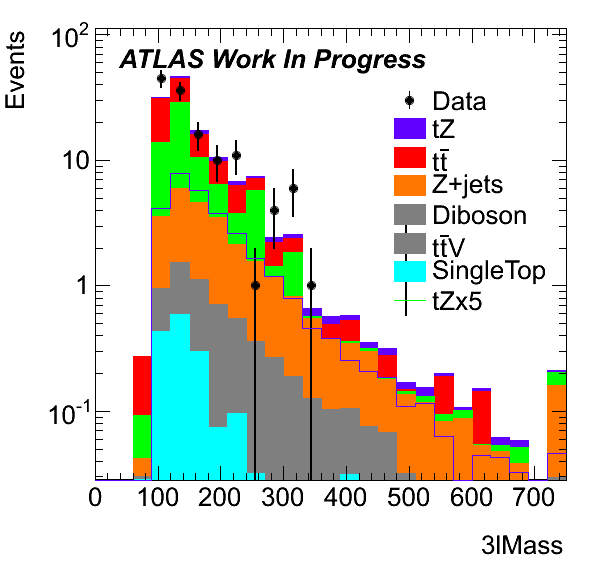 Events
10²
10
1
10⁻¹
ATLAS Work In Progress
Data
tZ
tt̄
Z+jets
Diboson
tt̄V
SingleTop
tZx5
0 100 200 300 400 500 600 700
3lMass